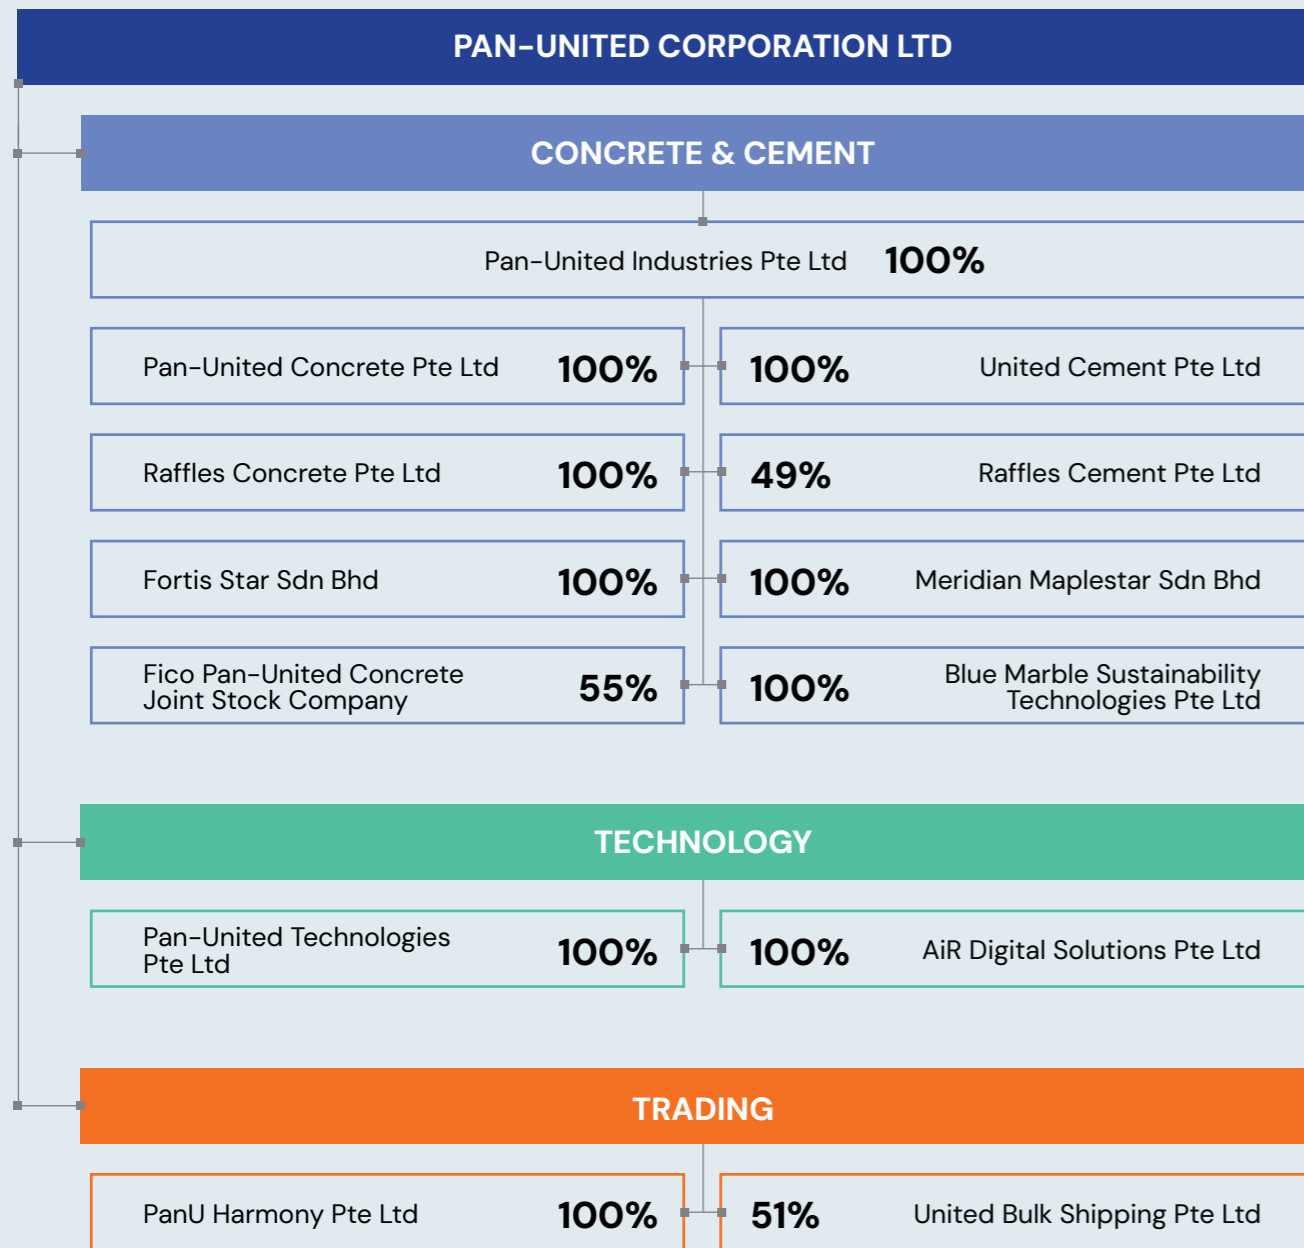 PAN-UNITED CORPORATION LTD
CONCRETE & CEMENT
Pan-United Industries Pte Ltd 100%
Pan-United Concrete Pte Ltd 100%
100% United Cement Pte Ltd
Raffles Concrete Pte Ltd 100%
49% Raffles Cement Pte Ltd
Fortis Star Sdn Bhd 100%
100% Meridian Maplestar Sdn Bhd
Fico Pan-United Concrete
Joint Stock Company
55%
100%
Blue Marble Sustainability
Technologies Pte Ltd
TECHNOLOGY
Pan-United Technologies
Pte Ltd
100%
100% AiR Digital Solutions Pte Ltd
TRADING
PanU Harmony Pte Ltd 100%
51% United Bulk Shipping Pte Ltd